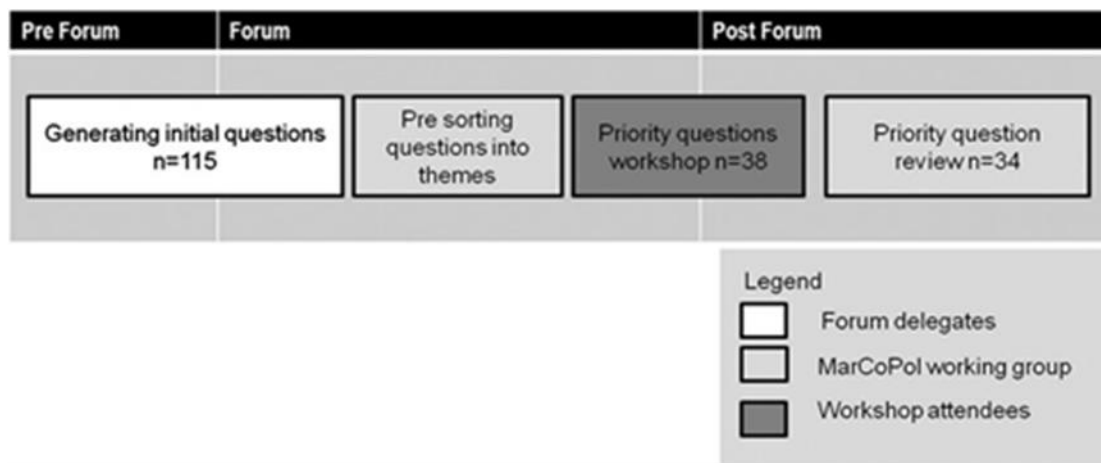 Pre Forum
Forum
Post Forum
Generating initial questions
n=115
Pre sorting
questions into
themes
Priority questions
workshop n=38
Priority question
review n=34
Legend
Forum delegates
MarCoPol working group
Workshop attendees